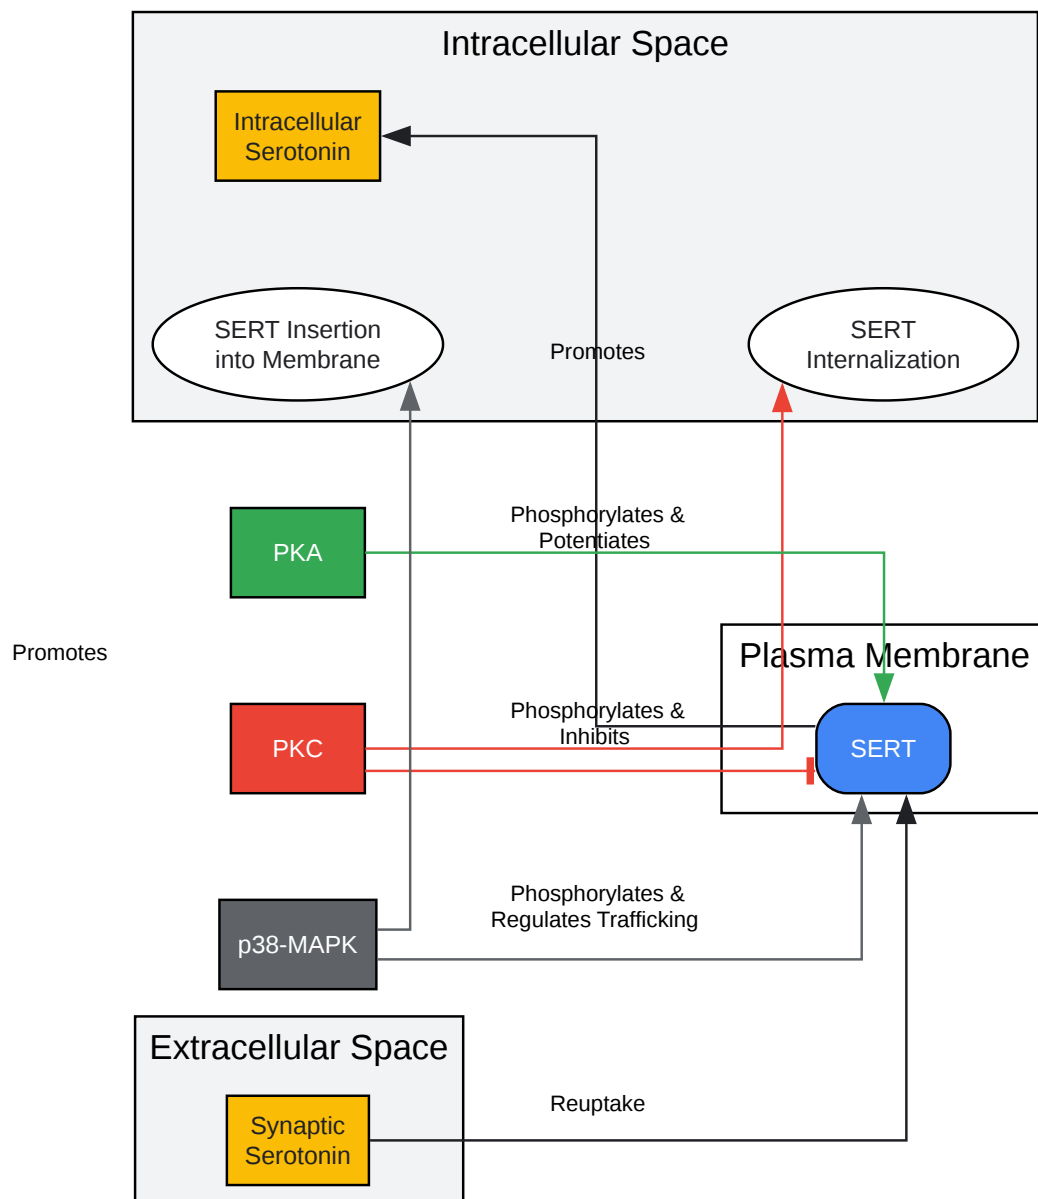 Intracellular Space
Intracellular
Serotonin
SERT Insertion
into Membrane
Promotes
SERT
Internalization
PKA
Phosphorylates &
Potentiates
Promotes
Plasma Membrane
PKC
Phosphorylates &
Inhibits
SERT
p38-MAPK
Phosphorylates &
Regulates Trafficking
Extracellular Space
Synaptic
Serotonin
Reuptake